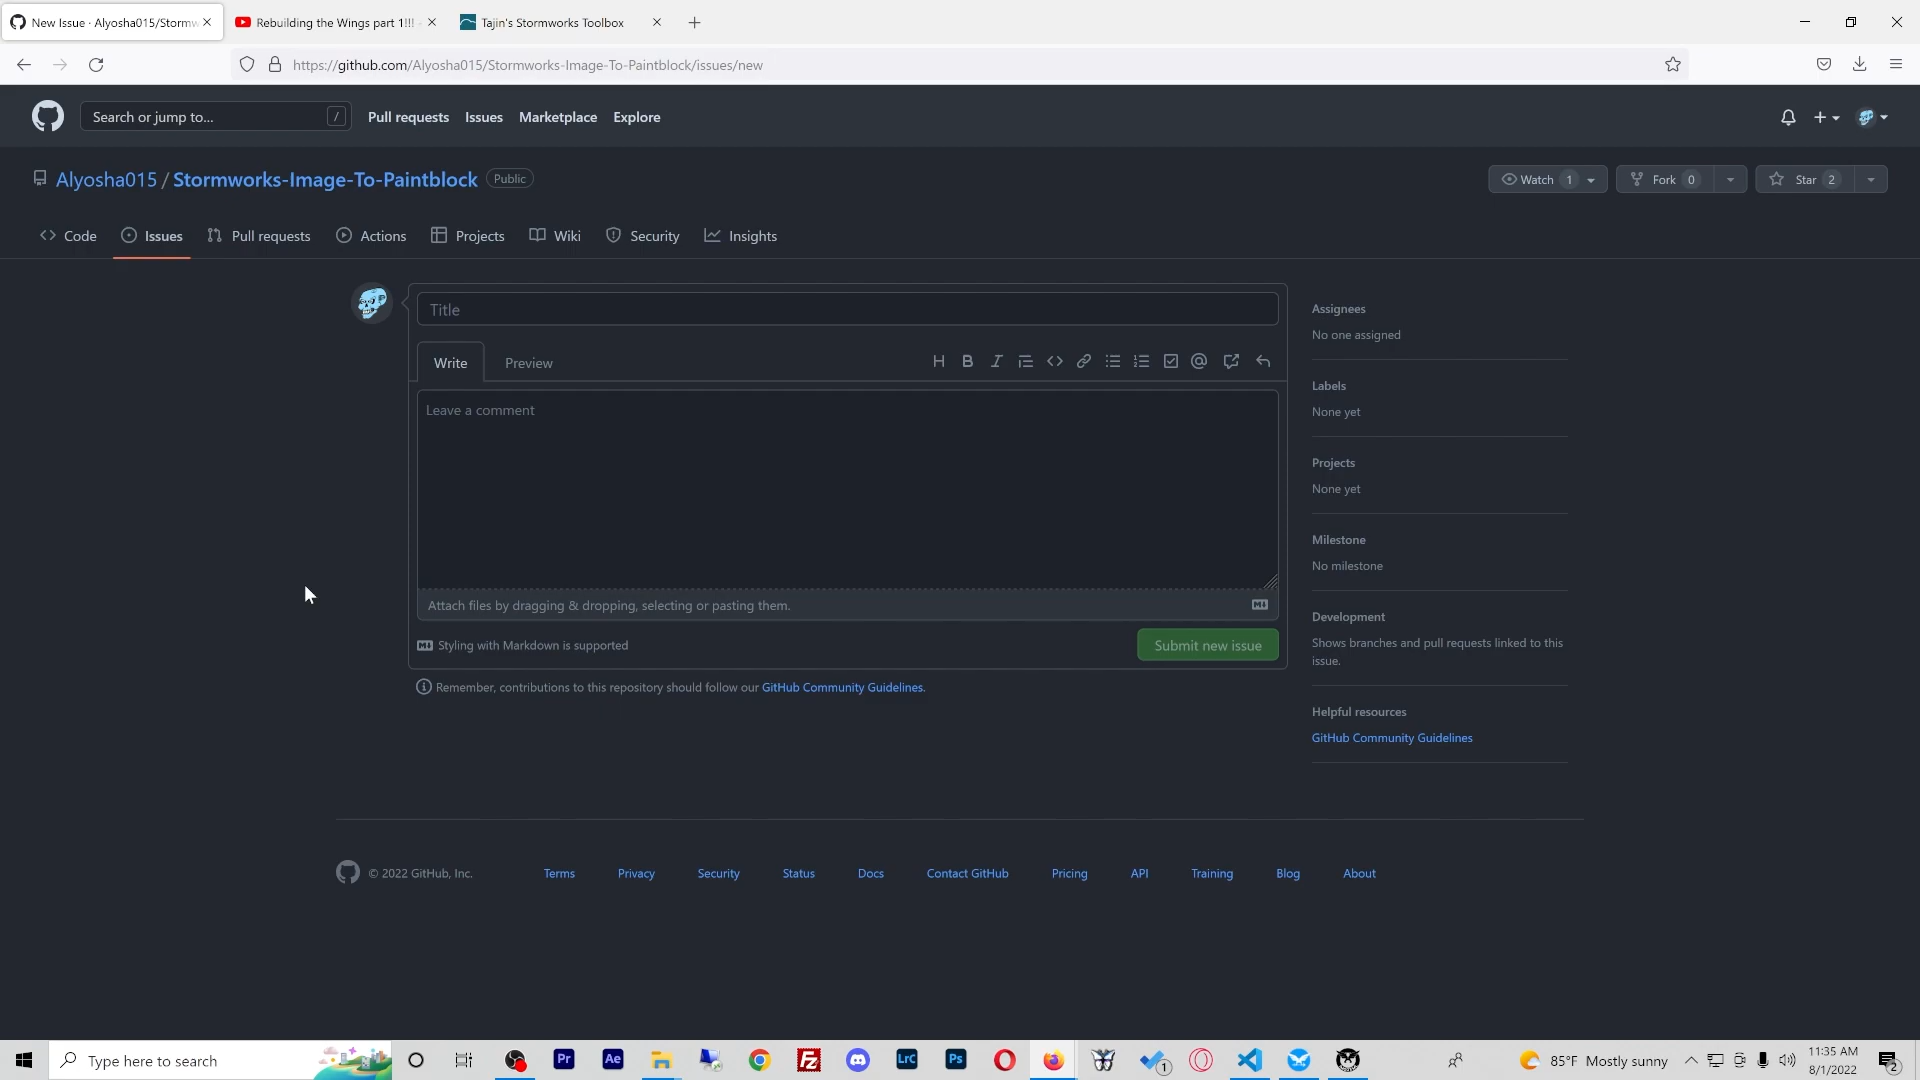 New Issue · Alyosha015/Stormw
Rebuilding the Wings part 1!!!
Tajin's Stormworks Toolbox
https://github.com/Alyosha015/Stormworks-Image-To-Paintblock/issues/new
Search or jump to... /
Pull requests Issues Marketplace Explore
Alyosha015 / Stormworks-Image-To-Paintblock Public
Watch 1
Fork 0
Star 2
Code Issues Pull requests Actions Projects Wiki Security Insights
Title
Write Preview
Leave a comment
Attach files by dragging & dropping, selecting or pasting them.
Styling with Markdown is supported
Submit new issue
Remember, contributions to this repository should follow our GitHub Community Guidelines.
Assignees
No one assigned
Labels
None yet
Projects
None yet
Milestone
No milestone
Development
Shows branches and pull requests linked to this
issue.
Helpful resources
GitHub Community Guidelines
© 2022 GitHub, Inc. Terms Privacy Security Status Docs Contact GitHub Pricing API Training Blog About
Type here to search
Pr
Ae
Fz
LrC
Ps
1
85°F Mostly sunny
11:35 AM
8/1/2022
2